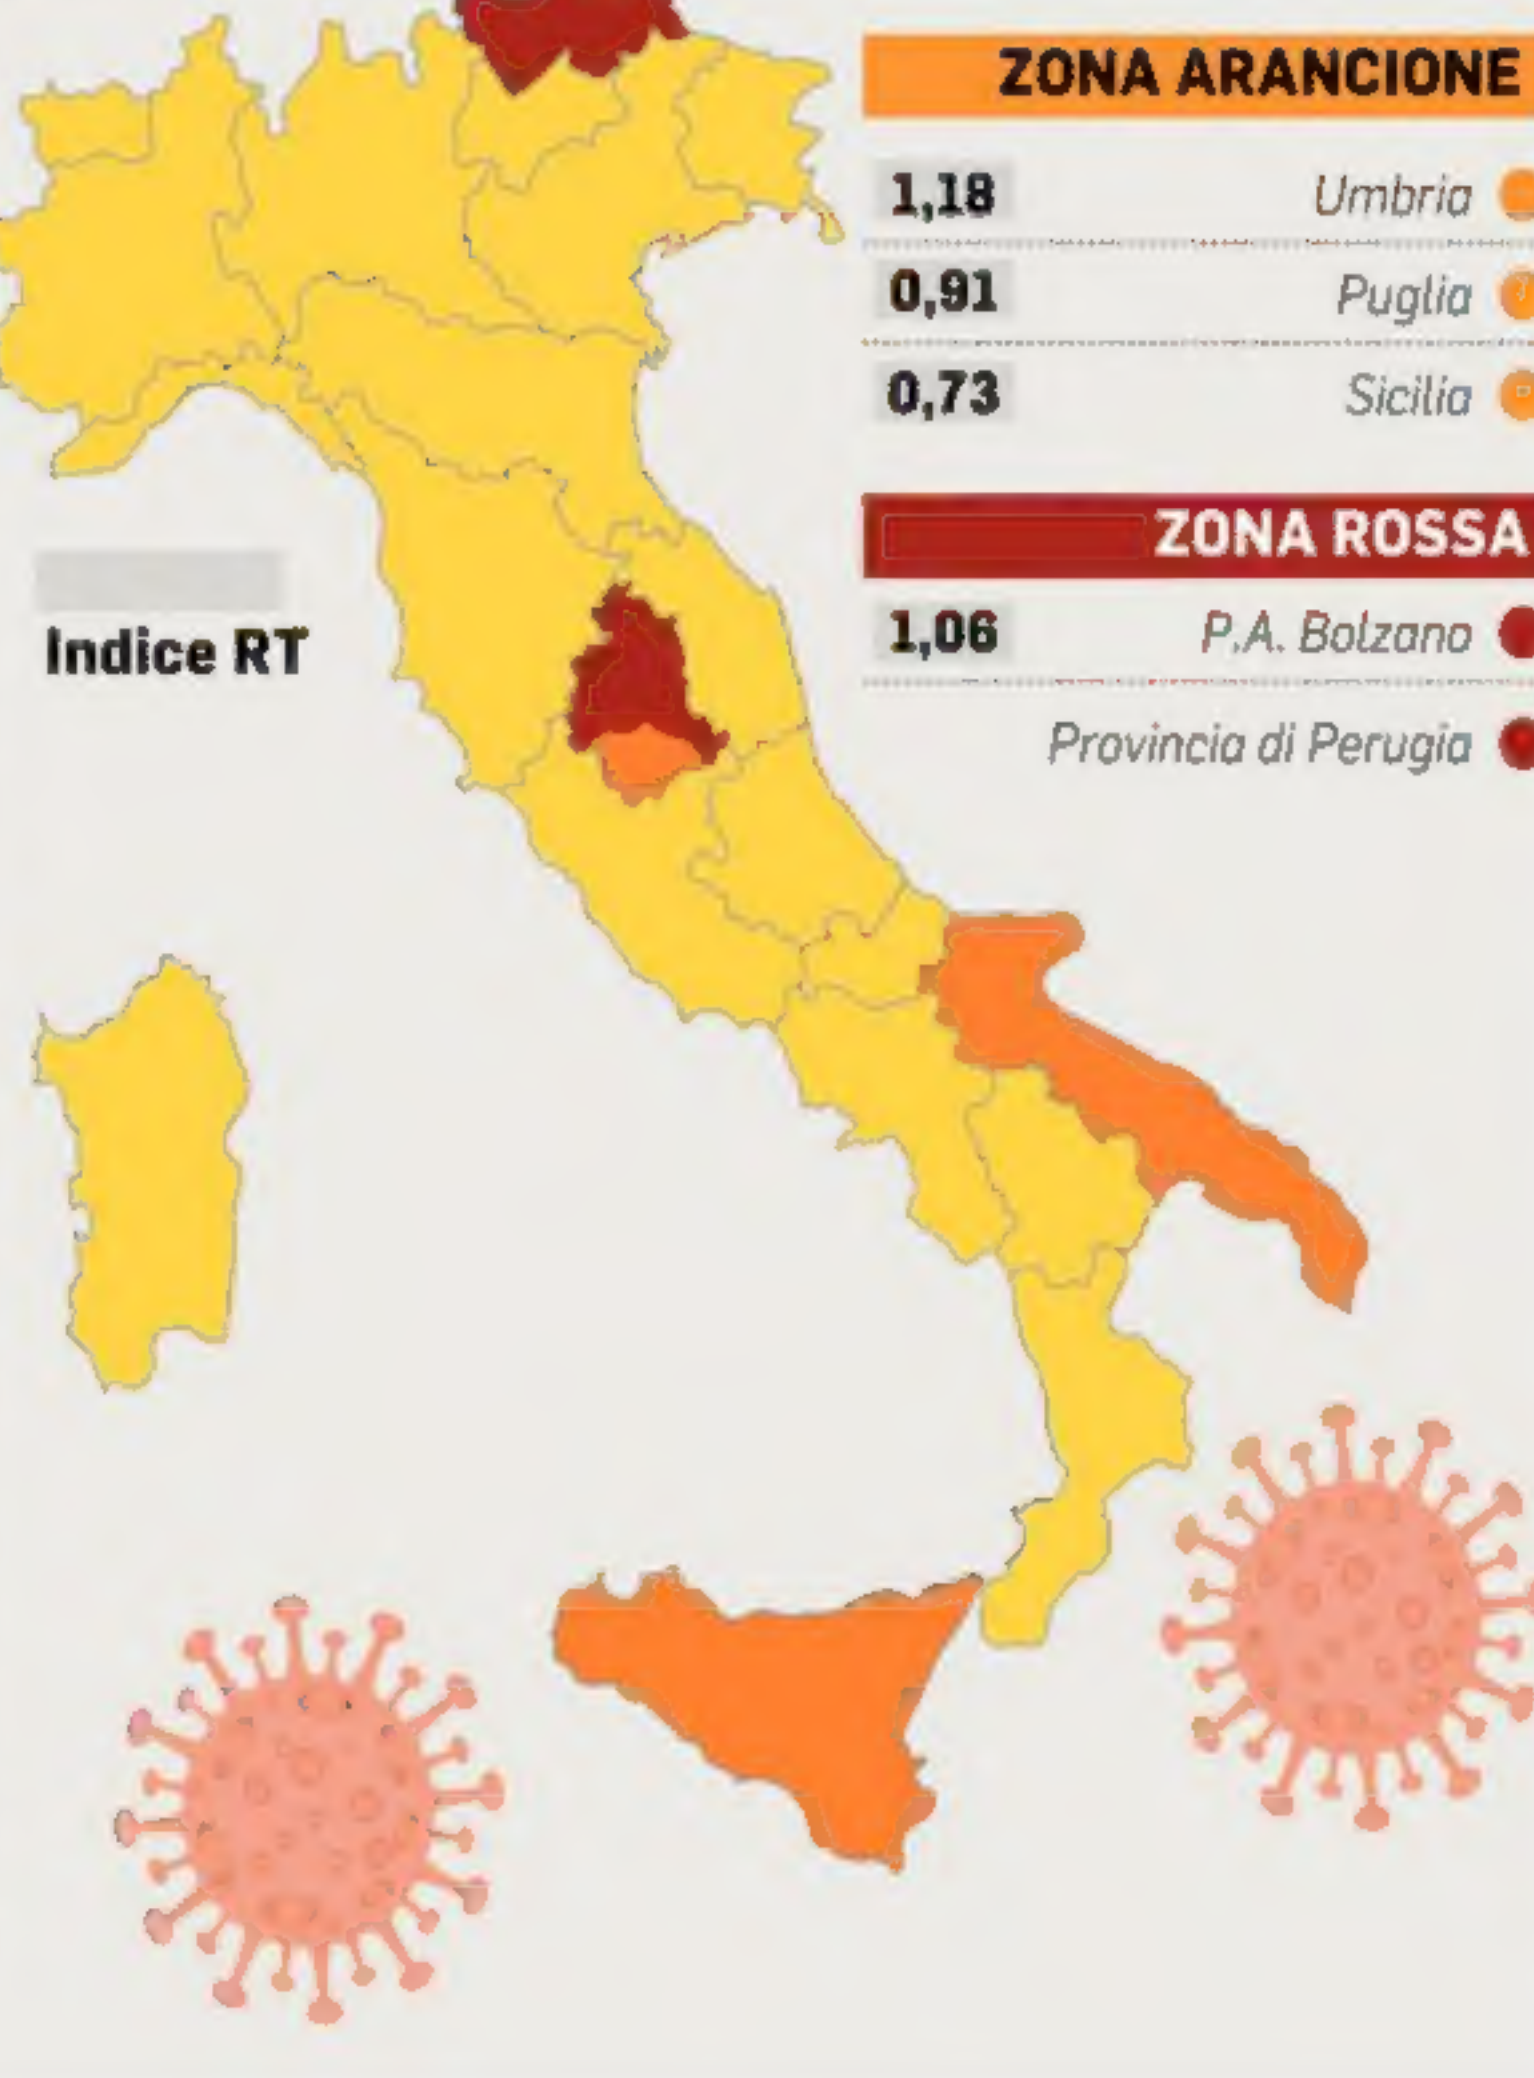 ZONA ARANCIONE
1,18 Umbria
0,91 Puglia
0,73 Sicilia
ZONA ROSSA
1,06 P.A. Bolzano
Provincia di Perugia
Indice RT